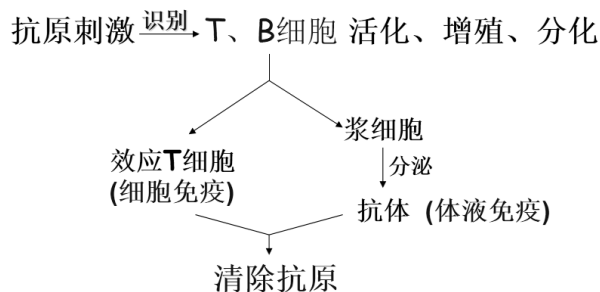 抗原刺激 识别 T、B细胞 活化、增殖、分化
浆细胞
效应T细胞
分泌
(细胞免疫)
抗体 (体液免疫)
清除抗原